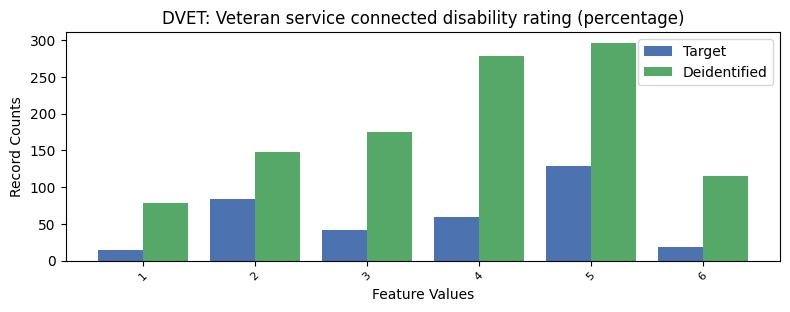 DVET: Veteran service connected disability rating (percentage)
Target
Deidentified
Record Counts
300
250
200
150
100
50
0
1 2 3 4 5 6
Feature Values